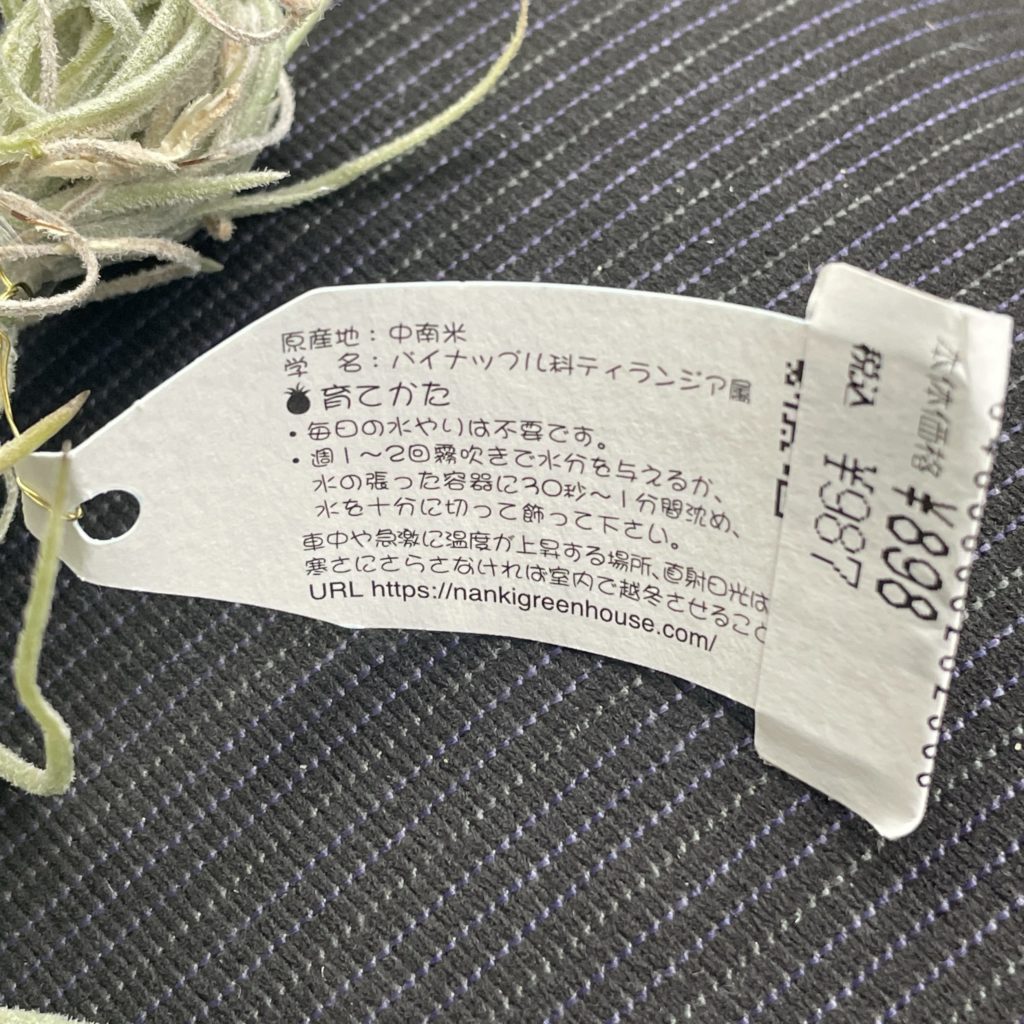 原産地：中南米
学　名：パイナップル科ティランジア属
育てかた
・毎日の水やりは不要です。
・週1〜2回霧吹きで水分を与えるか、
水の張った容器に30秒〜1分間沈め、
水を十分に切って飾って下さい。
車中や急激に温度が上昇する場所、直射日光は
寒さにさらさなければ室内で越冬させること
URL https://nankigreenhouse.com/
本体価格 ¥898
税込 ¥987